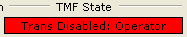 TMF State
Trans Disabled: Operator